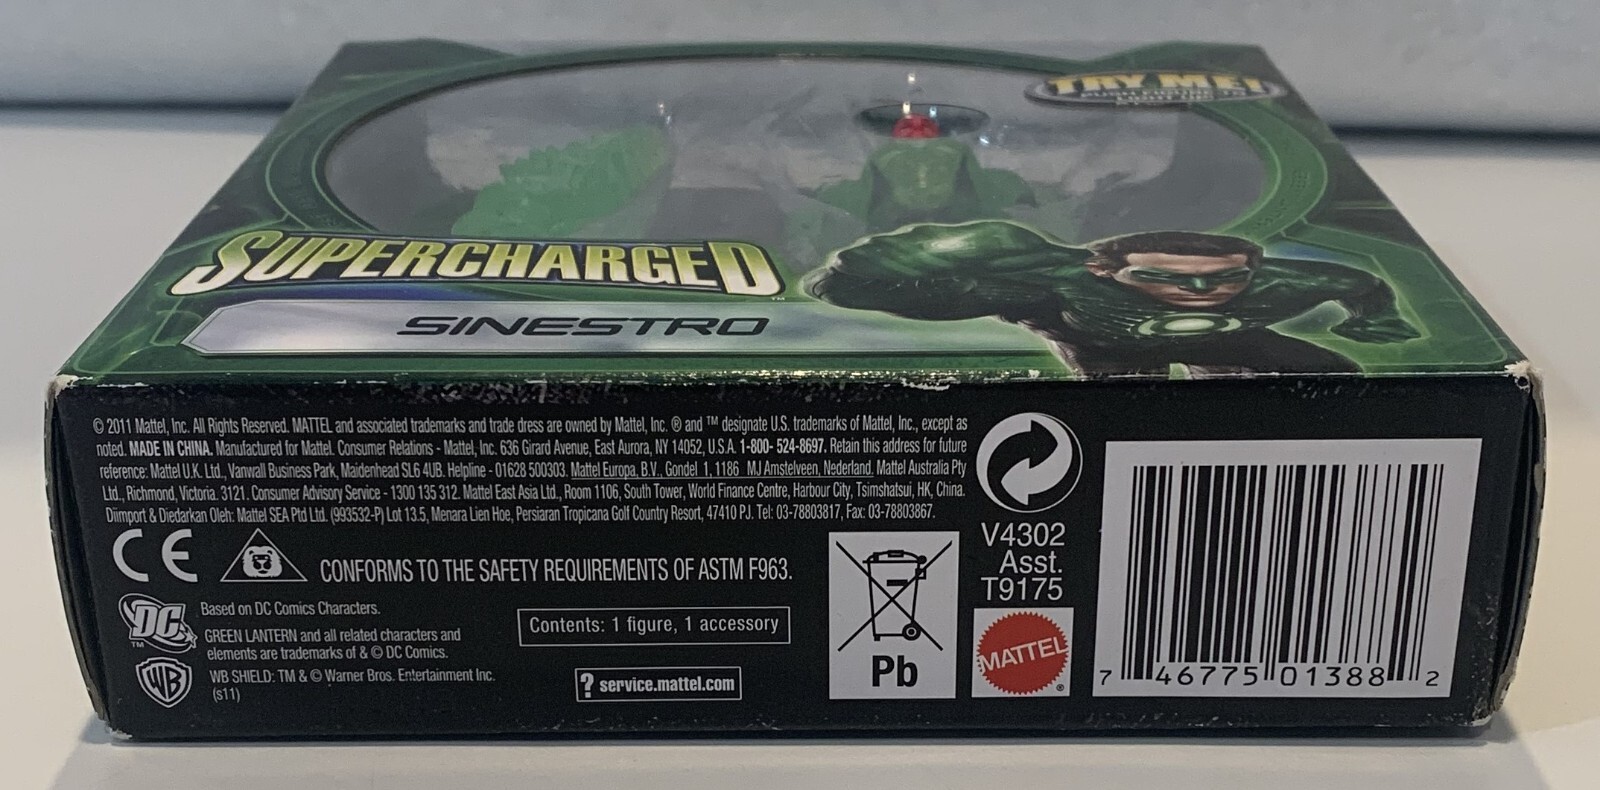 TRY ME!
SUPERCHARGED™
SINESTRO
© 2011 Mattel, Inc. All Rights Reserved. MATTEL and associated trademarks and trade dress are owned by Mattel, Inc. ® and ™ designate U.S. trademarks of Mattel, Inc., except as
noted. MADE IN CHINA. Manufactured for Mattel. Consumer Relations - Mattel, Inc. 636 Girard Avenue, East Aurora, NY 14052, U.S.A. 1-800- 524-8697. Retain this address for future
reference: Mattel U.K. Ltd., Vanwall Business Park, Maidenhead SL6 4UB. Helpline - 01628 500303. Mattel Europa, B.V., Gondel 1, 1186 MJ Amstelveen, Nederland. Mattel Australia Pty
Ltd., Richmond, Victoria. 3121. Consumer Advisory Service - 1300 135 312. Mattel East Asia Ltd., Room 1106, South Tower, World Finance Centre, Harbour City, Tsimshatsui, HK, China.
Diimport & Diedarkan Oleh: Mattel SEA Ptd Ltd. (993532-P) Lot 13.5, Menara Lien Hoe, Persiaran Tropicana Golf Country Resort, 47410 PJ. Tel: 03-78803817, Fax: 03-78803867.
CE
CONFORMS TO THE SAFETY REQUIREMENTS OF ASTM F963.
DC™
Based on DC Comics Characters.
GREEN LANTERN and all related characters and
elements are trademarks of & © DC Comics.
WB
WB SHIELD: TM & © Warner Bros. Entertainment Inc.
(s11)
Contents: 1 figure, 1 accessory
? service.mattel.com
Pb
V4302
Asst.
T9175
MATTEL®
7 46775 01388 2